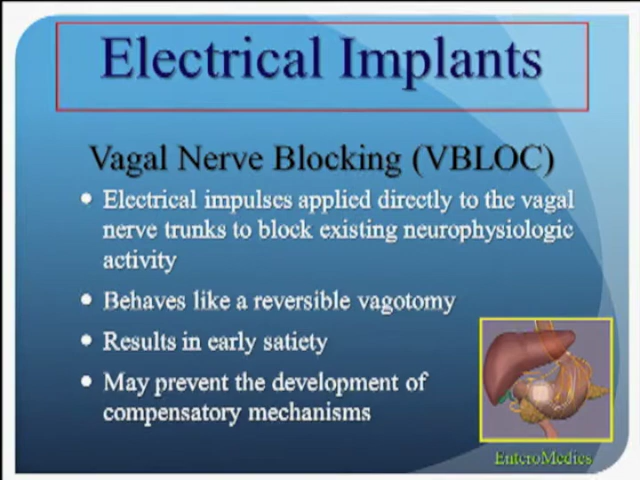 Electrical Implants
Vagal Nerve Blocking (VBLOC)
• Electrical impulses applied directly to the vagal
nerve trunks to block existing neurophysiologic
activity
• Behaves like a reversible vagotomy
• Results in early satiety
• May prevent the development of
compensatory mechanisms
EnteroMedics